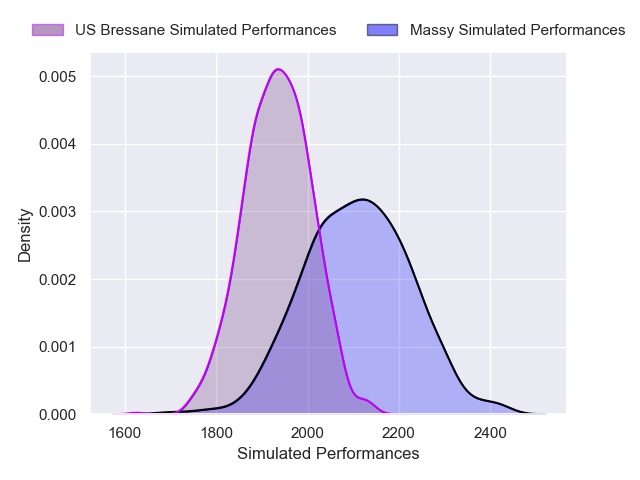 US Bressane Simulated Performances
Massy Simulated Performances
0.005
0.004
0.003
0.002
0.001
0.000
Density
1600 1800 2000 2200 2400
Simulated Performances